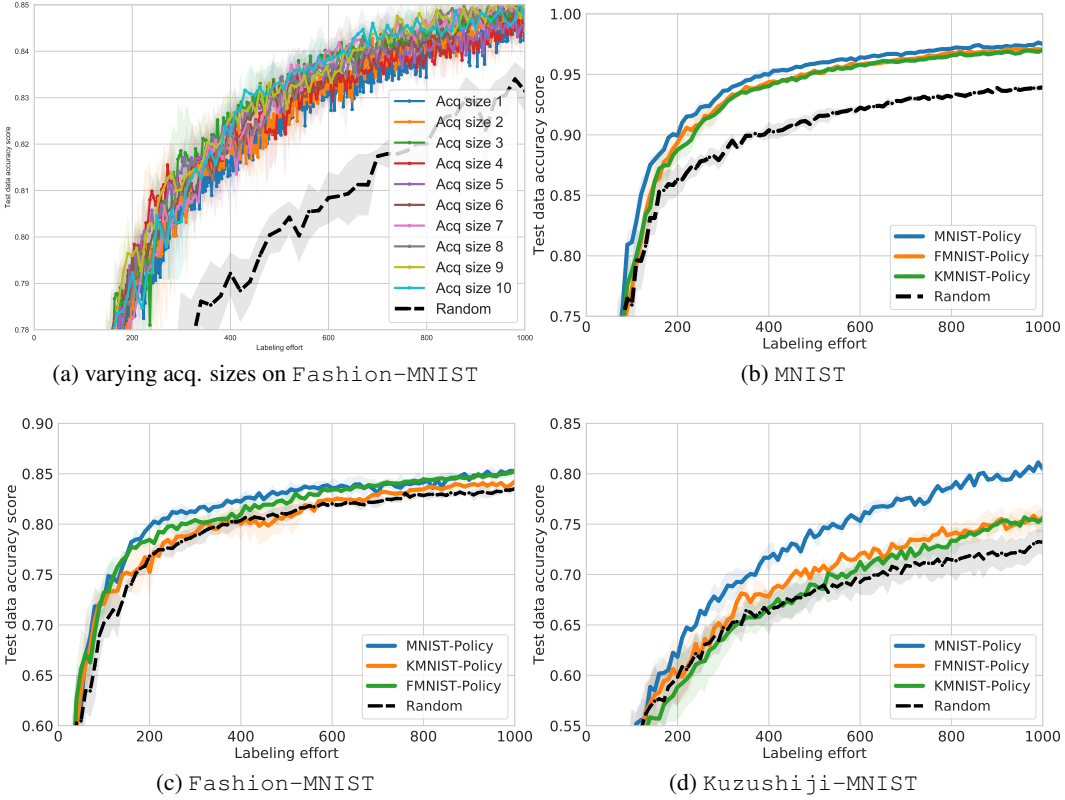 0.85
0.84
0.83
0.82
0.81
0.80
0.79
0.78
Test data accuracy score
Acq size 1
Acq size 2
Acq size 3
Acq size 4
Acq size 5
Acq size 6
Acq size 7
Acq size 8
Acq size 9
Acq size 10
Random
0 200 400 600 800 1000
Labeling effort
(a) varying acq. sizes on Fashion-MNIST
1.00
0.95
0.90
0.85
0.80
0.75
Test data accuracy score
MNIST-Policy
FMNIST-Policy
KMNIST-Policy
Random
0 200 400 600 800 1000
Labeling effort
(b) MNIST
0.90
0.85
0.80
0.75
0.70
0.65
0.60
Test data accuracy score
MNIST-Policy
KMNIST-Policy
FMNIST-Policy
Random
0 200 400 600 800 1000
Labeling effort
(c) Fashion-MNIST
0.85
0.80
0.75
0.70
0.65
0.60
0.55
Test data accuracy score
MNIST-Policy
FMNIST-Policy
KMNIST-Policy
Random
0 200 400 600 800 1000
Labeling effort
(d) Kuzushiji-MNIST